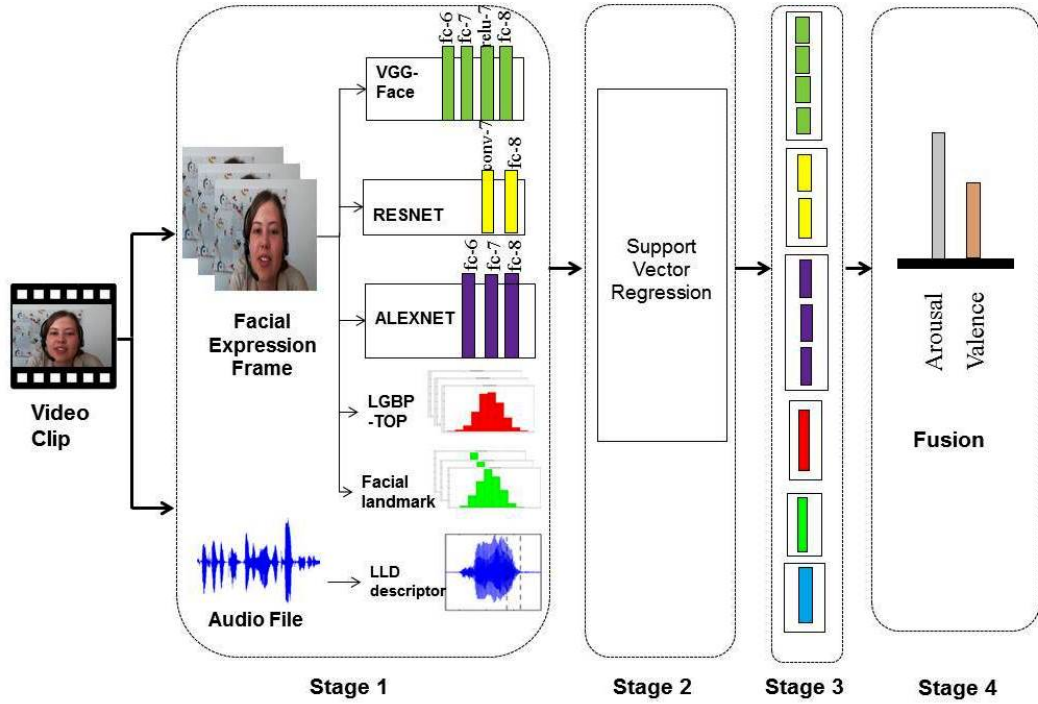 Video
Clip
Facial
Expression
Frame
Audio File
VGG-
Face
fc-6
fc-7
relu-7
fc-8
RESNET
conv-7
fc-8
ALEXNET
fc-6
fc-7
fc-8
LGBP
-TOP
Facial
landmark
LLD
descriptor
Stage 1
Support
Vector
Regression
Stage 2
Stage 3
Arousal
Valence
Fusion
Stage 4